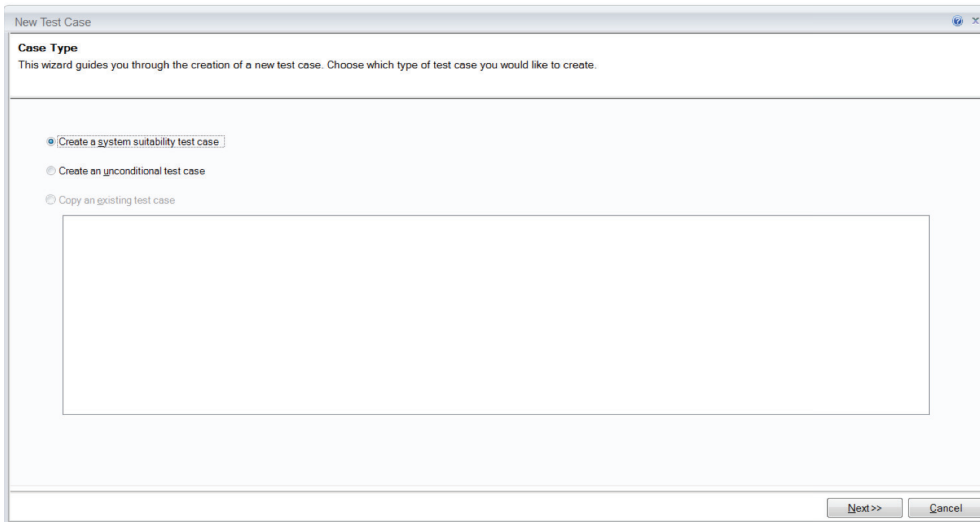 New Test Case
Case Type
This wizard guides you through the creation of a new test case. Choose which type of test case you would like to create.
Create a system suitability test case
Create an unconditional test case
Copy an existing test case
Next >> Cancel